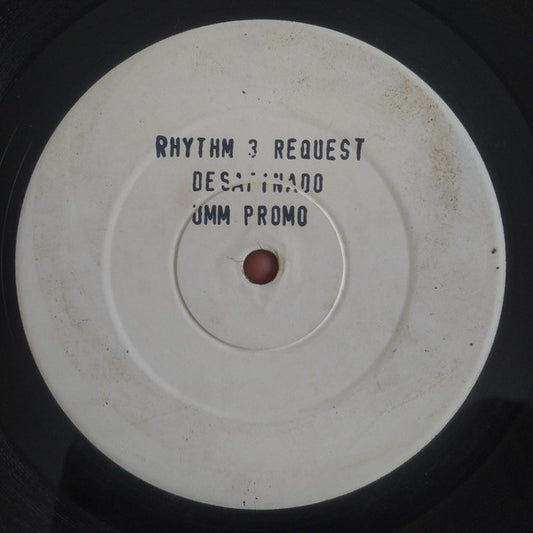 RHYTHM 3 REQUEST
DESAFINADO
UMM PROMO